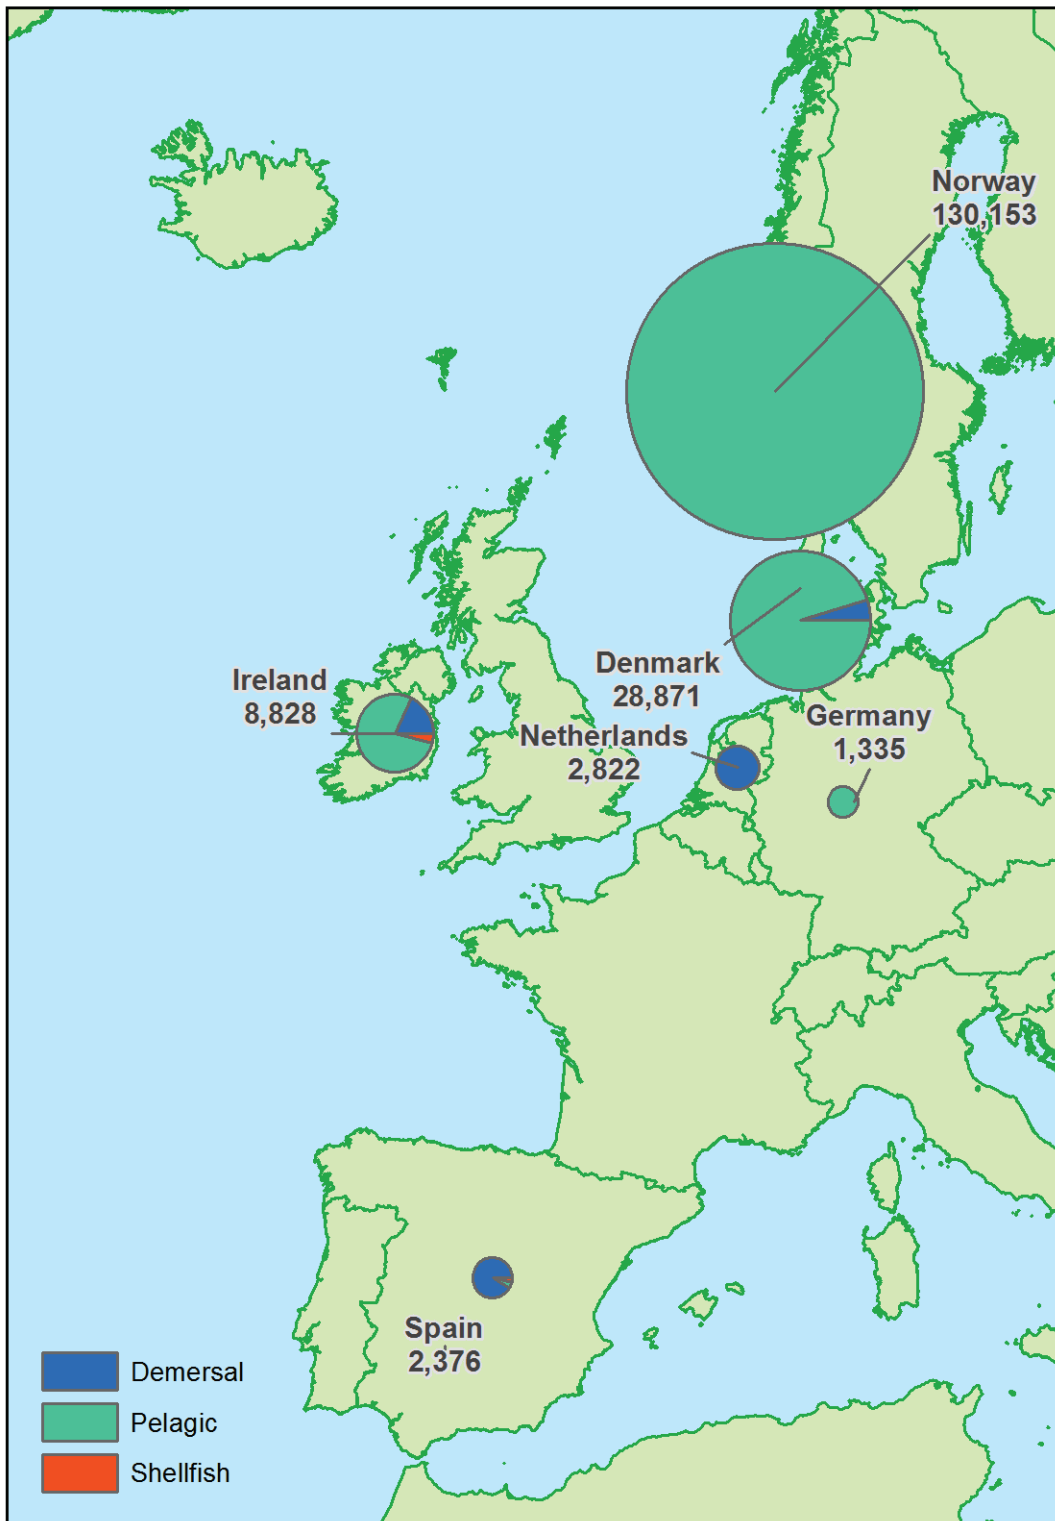 Norway
130,153
Denmark
28,871
Ireland
8,828
Netherlands
2,822
Germany
1,335
Spain
2,376
Demersal
Pelagic
Shellfish